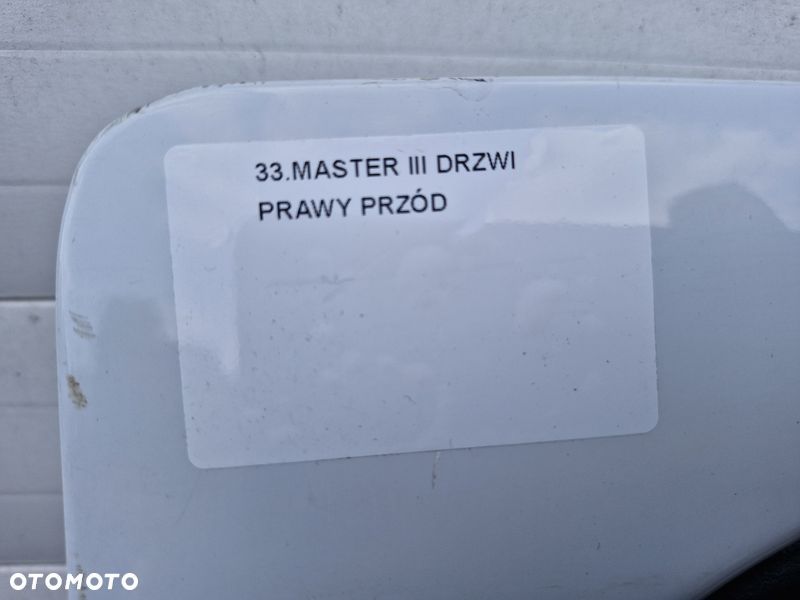 33.MASTER III DRZWI
PRAWY PRZÓD
OTOMOTO